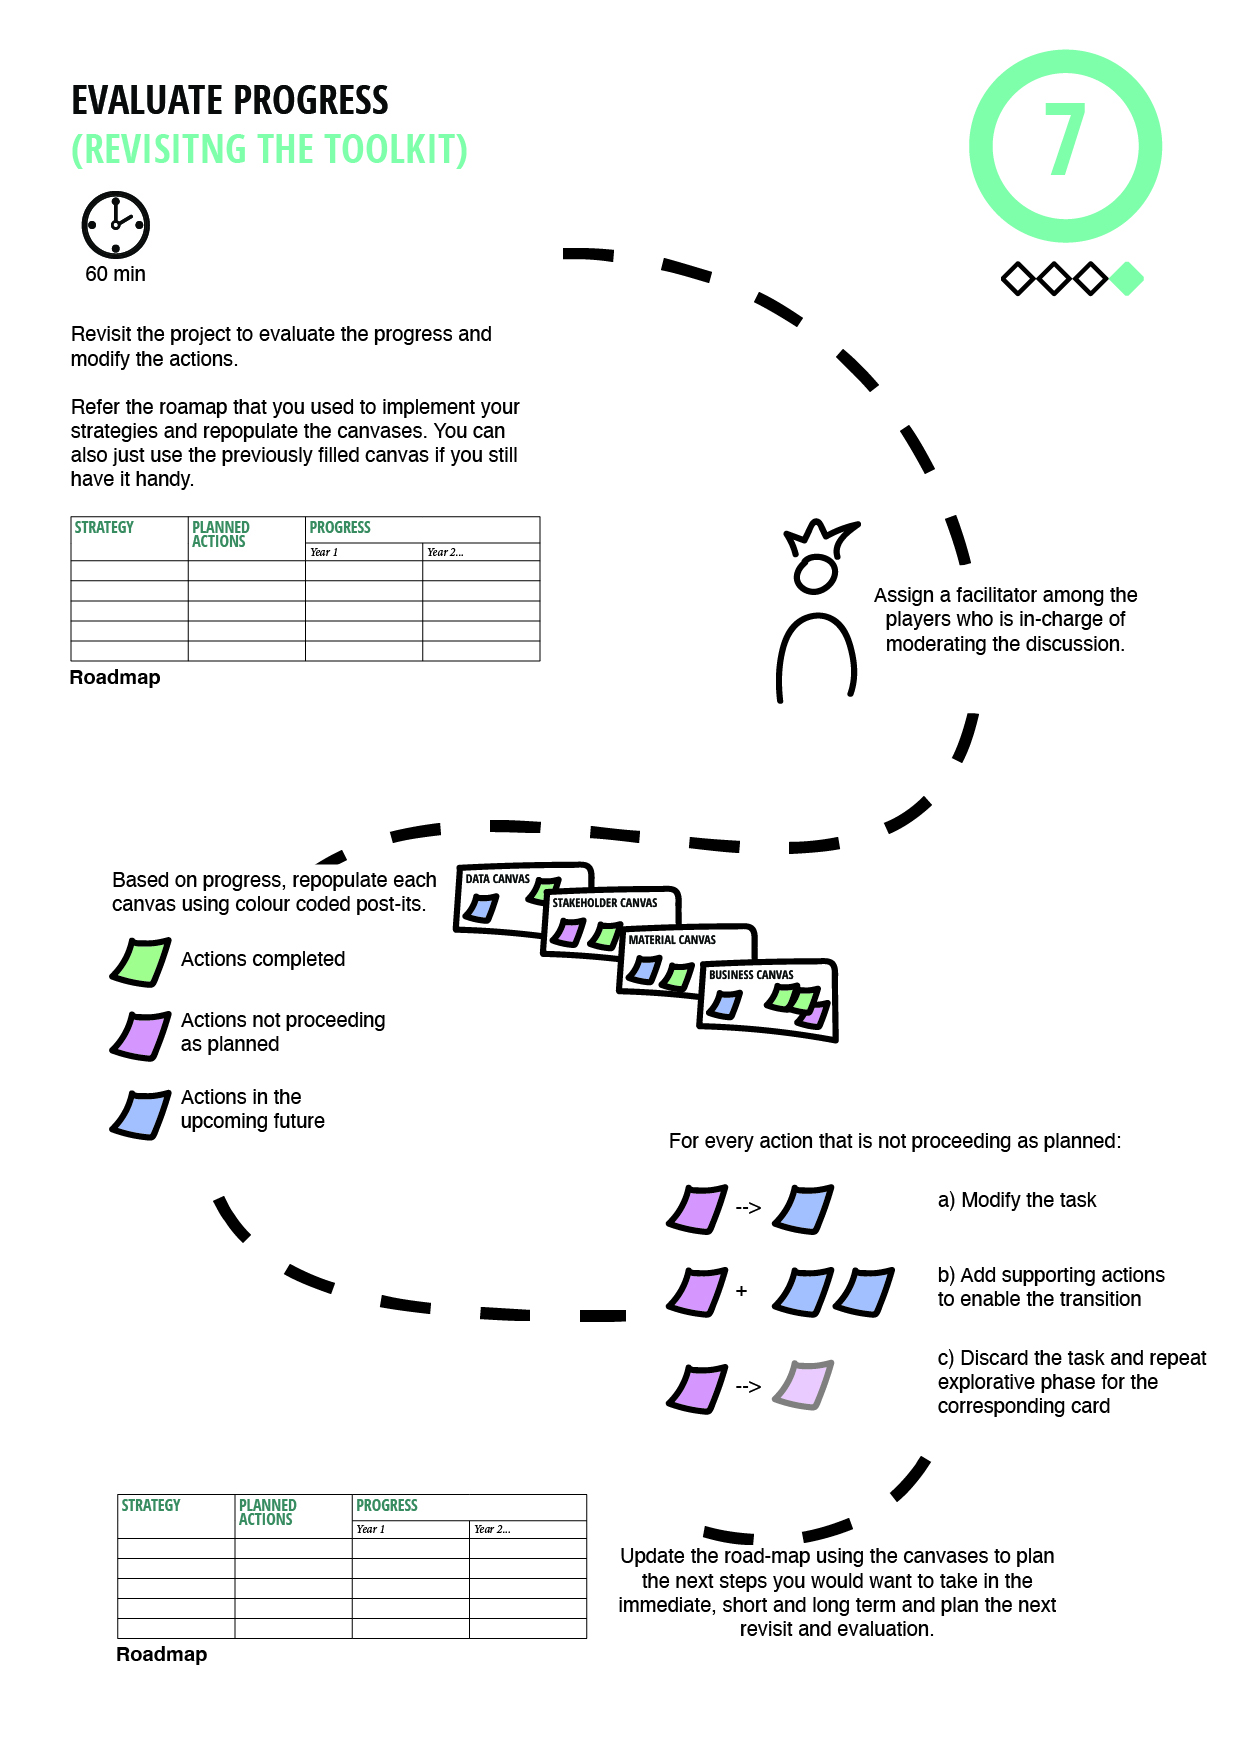 EVALUATE PROGRESS
(REVISITNG THE TOOLKIT)
7
60 min
Revisit the project to evaluate the progress and
modify the actions.
Refer the roamap that you used to implement your
strategies and repopulate the canvases. You can
also just use the previously filled canvas if you still
have it handy.
STRATEGY
PLANNED
ACTIONS
PROGRESS
Year 1
Year 2...
Roadmap
Assign a facilitator among the
players who is in-charge of
moderating the discussion.
Based on progress, repopulate each
canvas using colour coded post-its.
Actions completed
Actions not proceeding
as planned
Actions in the
upcoming future
DATA CANVAS
STAKEHOLDER CANVAS
MATERIAL CANVAS
BUSINESS CANVAS
For every action that is not proceeding as planned:
-->
a) Modify the task
+
b) Add supporting actions
to enable the transition
-->
c) Discard the task and repeat
explorative phase for the
corresponding card
STRATEGY
PLANNED
ACTIONS
PROGRESS
Year 1
Year 2...
Roadmap
Update the road-map using the canvases to plan
the next steps you would want to take in the
immediate, short and long term and plan the next
revisit and evaluation.